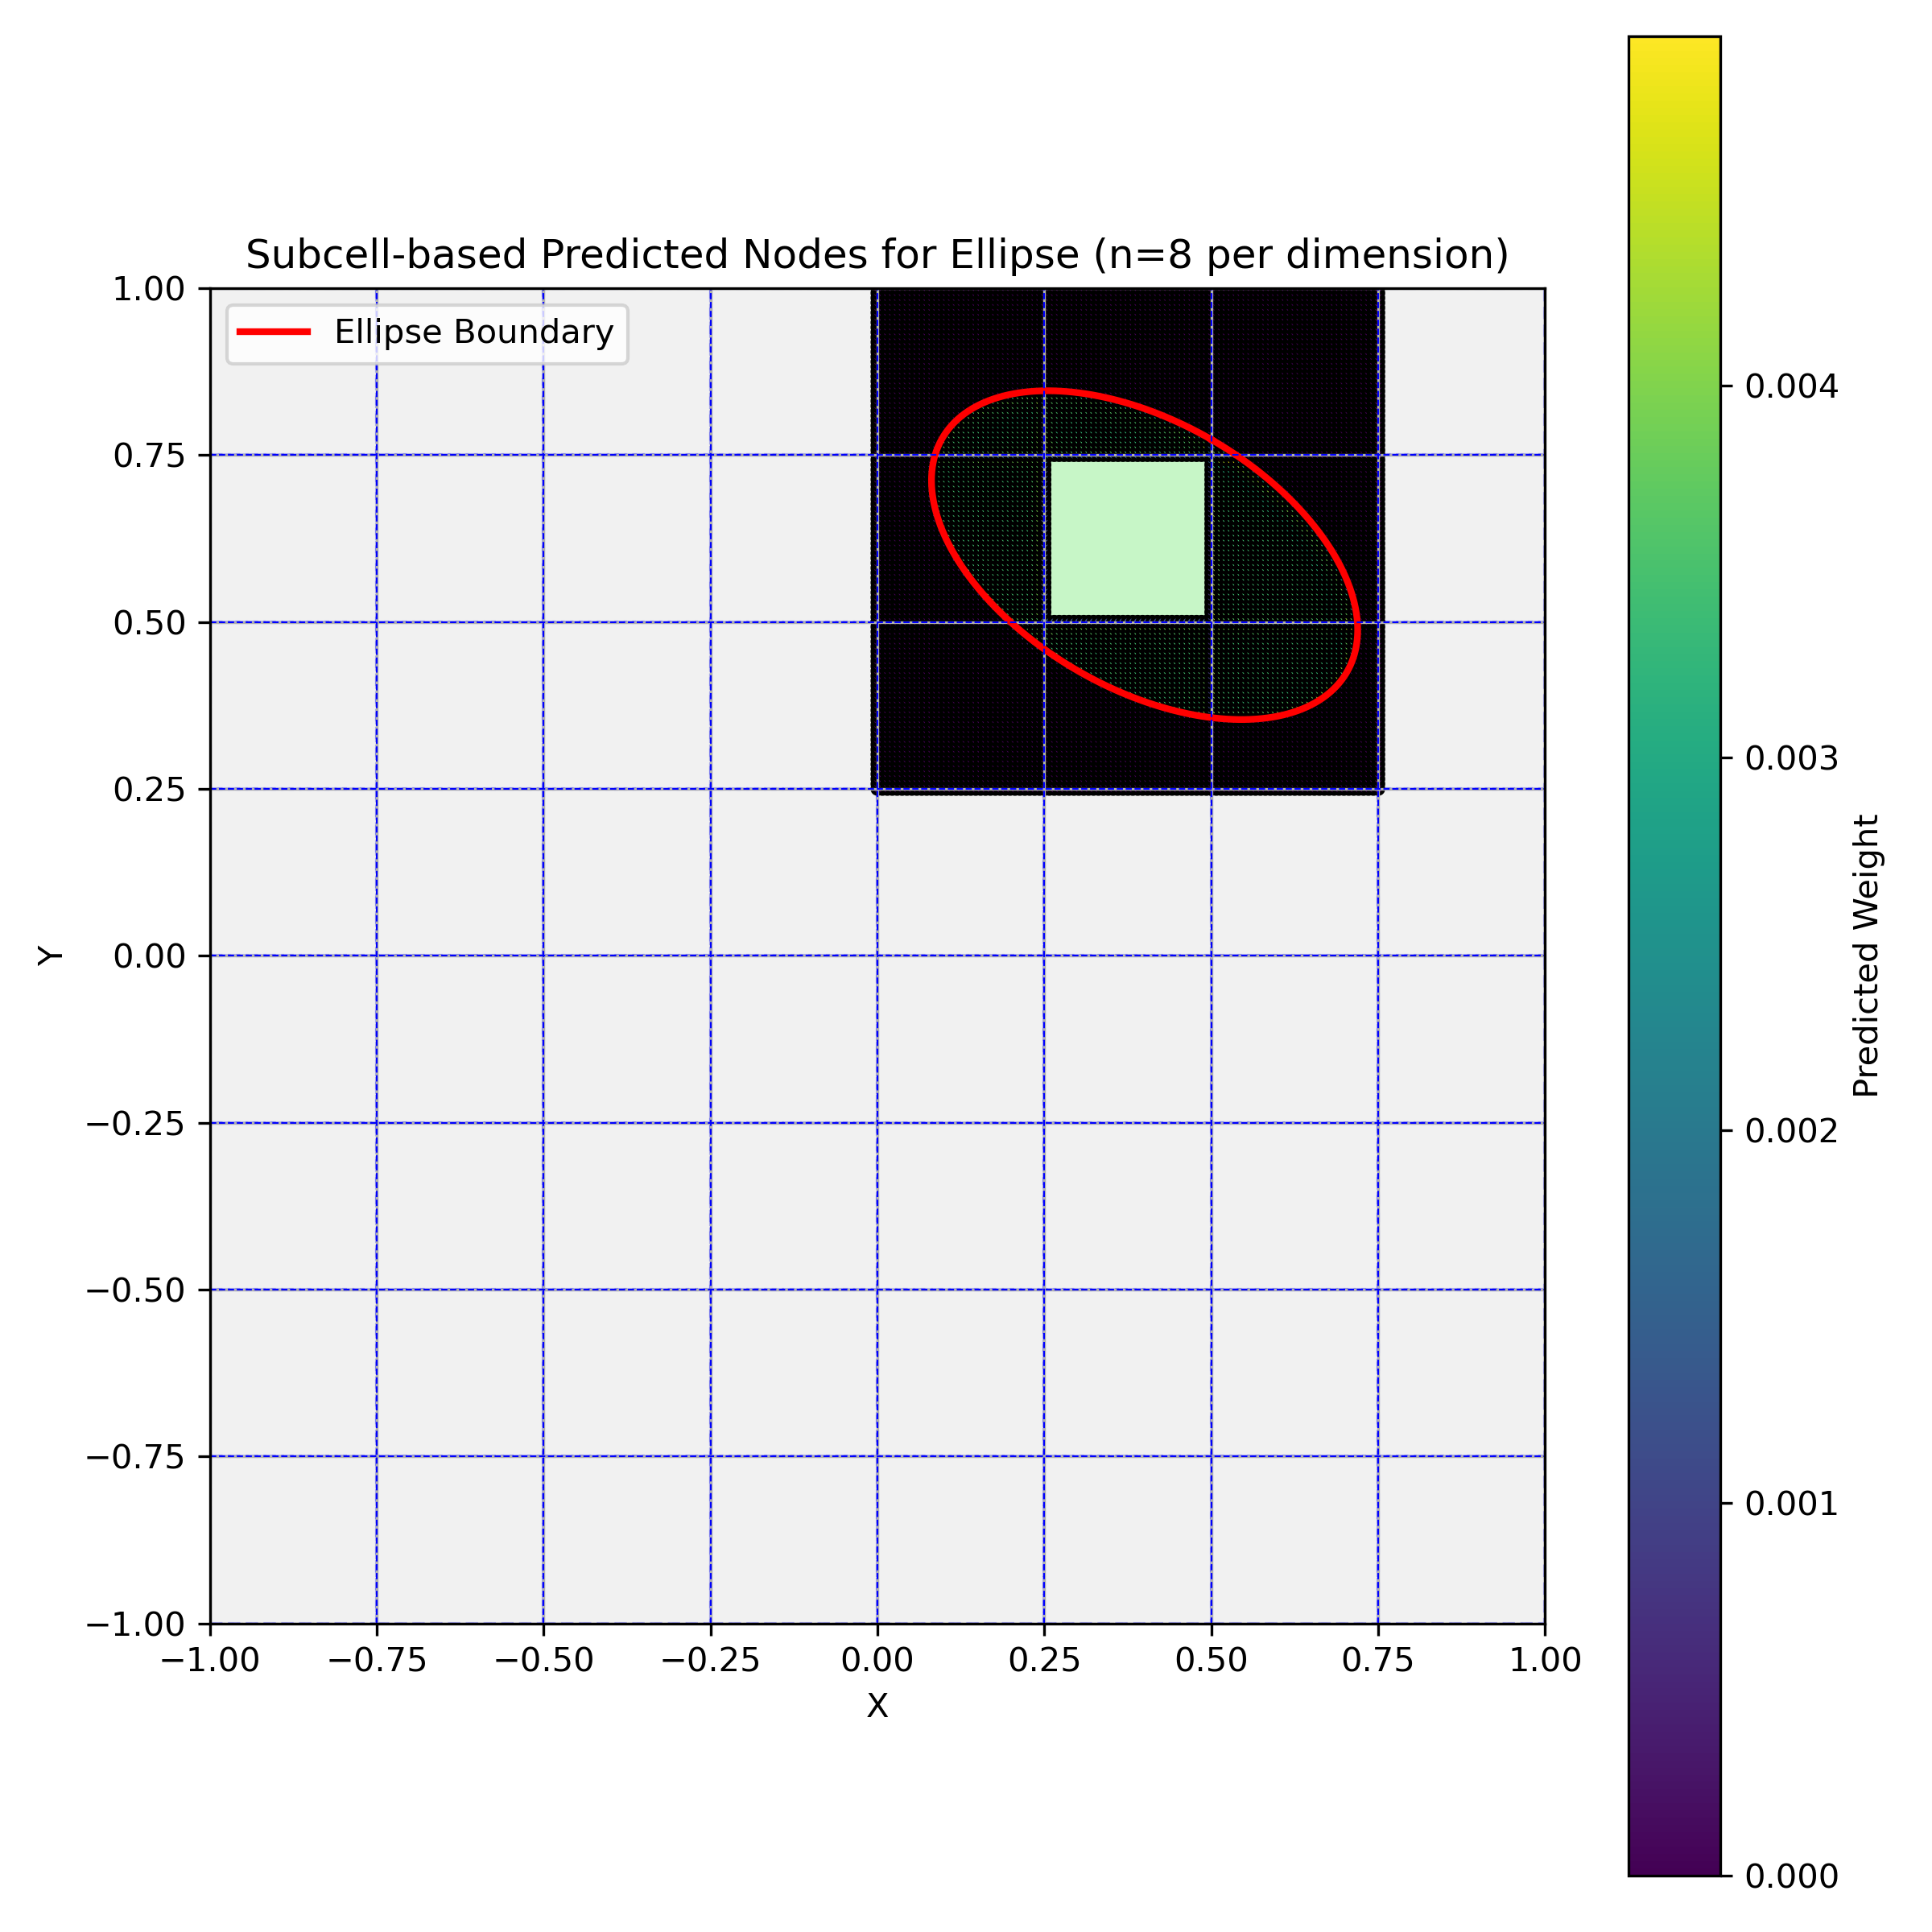 Subcell-based Predicted Nodes for Ellipse (n=8 per dimension)
Ellipse Boundary
1.00
0.75
0.50
0.25
0.00
−0.25
−0.50
−0.75
−1.00
Y
−1.00 −0.75 −0.50 −0.25 0.00 0.25 0.50 0.75 1.00
X
0.004
0.003
0.002
0.001
0.000
Predicted Weight